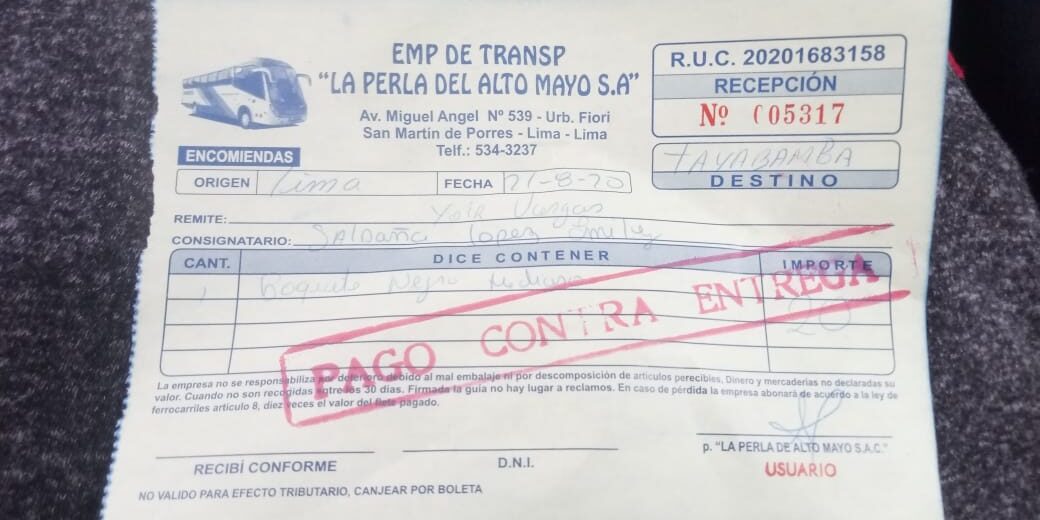 EMP DE TRANSP
"LA PERLA DEL ALTO MAYO S.A"
Av. Miguel Angel Nº 539 - Urb. Fiori
San Martin de Porres - Lima - Lima
Telf.: 534-3237
R.U.C. 20201683158
RECEPCIÓN
Nº 005317
TAYABAMBA
DESTINO
ENCOMIENDAS
ORIGEN Lima FECHA 21-8-20
REMITE: Vargas
CONSIGNATARIO: SALDAÑA Lopez
CANT. DICE CONTENER IMPORTE
1 Paquete Negro Mediano 20
PAGO CONTRA ENTREGA
La empresa no se responsabiliza por deterioro debido al mal embalaje ni por descomposición de articulos perecibles, Dinero y mercaderias no declaradas su
valor. Cuando no son recogidas entre los 30 dias. Firmada la guía no hay lugar a reclamos. En caso de pérdida la empresa abonará de acuerdo a la ley de
ferrocarriles articulo 8, diez veces el valor del flete pagado.
RECIBÍ CONFORME
D.N.I.
p. "LA PERLA DE ALTO MAYO S.A.C."
USUARIO
NO VALIDO PARA EFECTO TRIBUTARIO, CANJEAR POR BOLETA